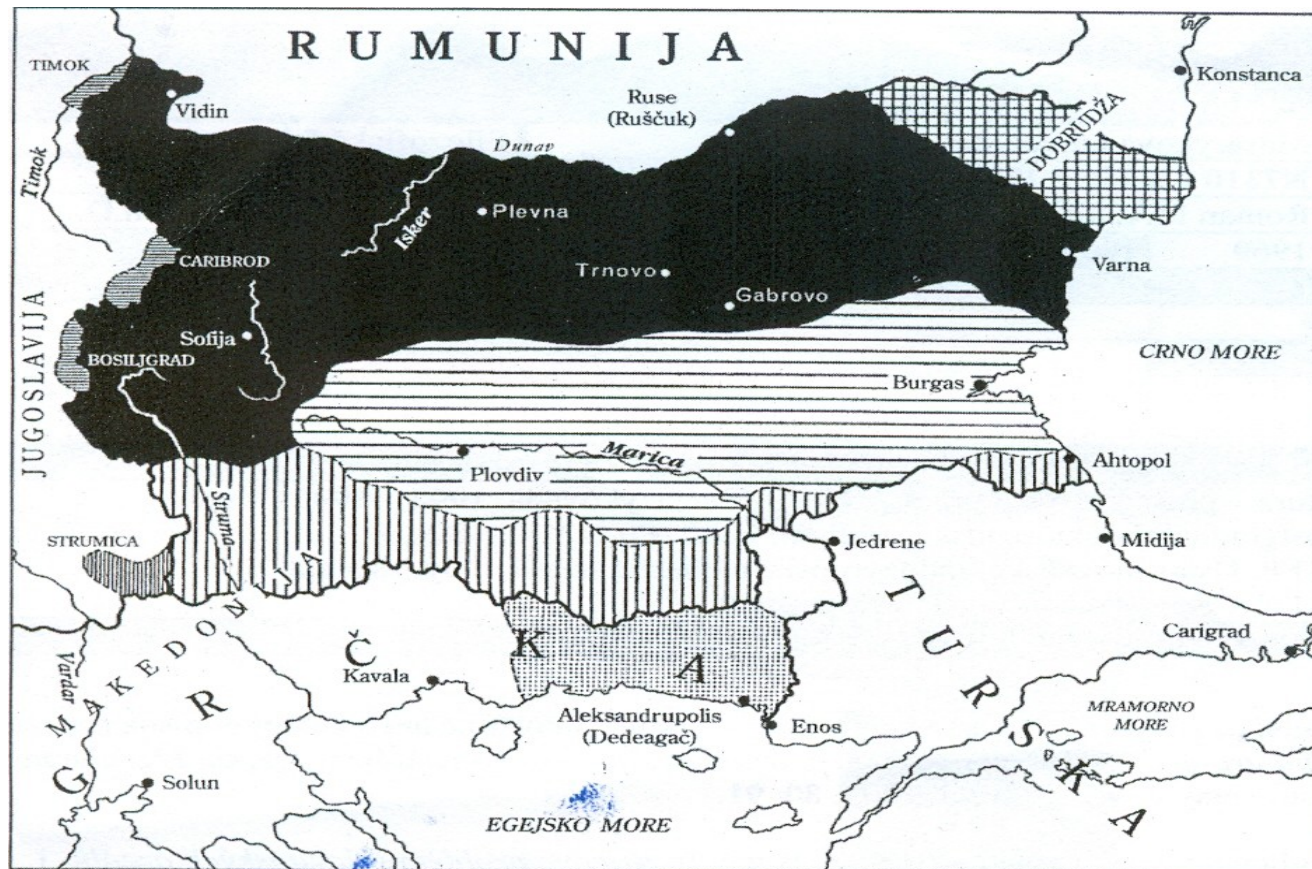 RUMUNIJA
TIMOK
Konstanca
Vidin
Ruse
(Ruščuk)
DOBRUDŽA
Dunav
Timok
Isker
Plevna
CARIBROD
Trnovo
Varna
Gabrovo
JUGOSLAVIJA
Sofija
BOSILJGRAD
CRNO MORE
Burgas
Marica
Ahtopol
Plovdiv
Struma
STRUMICA
Jedrene
Midija
Carigrad
Vardar
Kavala
MAKEDONIJA
GRČKA
TURSKA
Aleksandrupolis
(Dedeagač)
Enos
MRAMORNO
MORE
Solun
EGEJSKO MORE